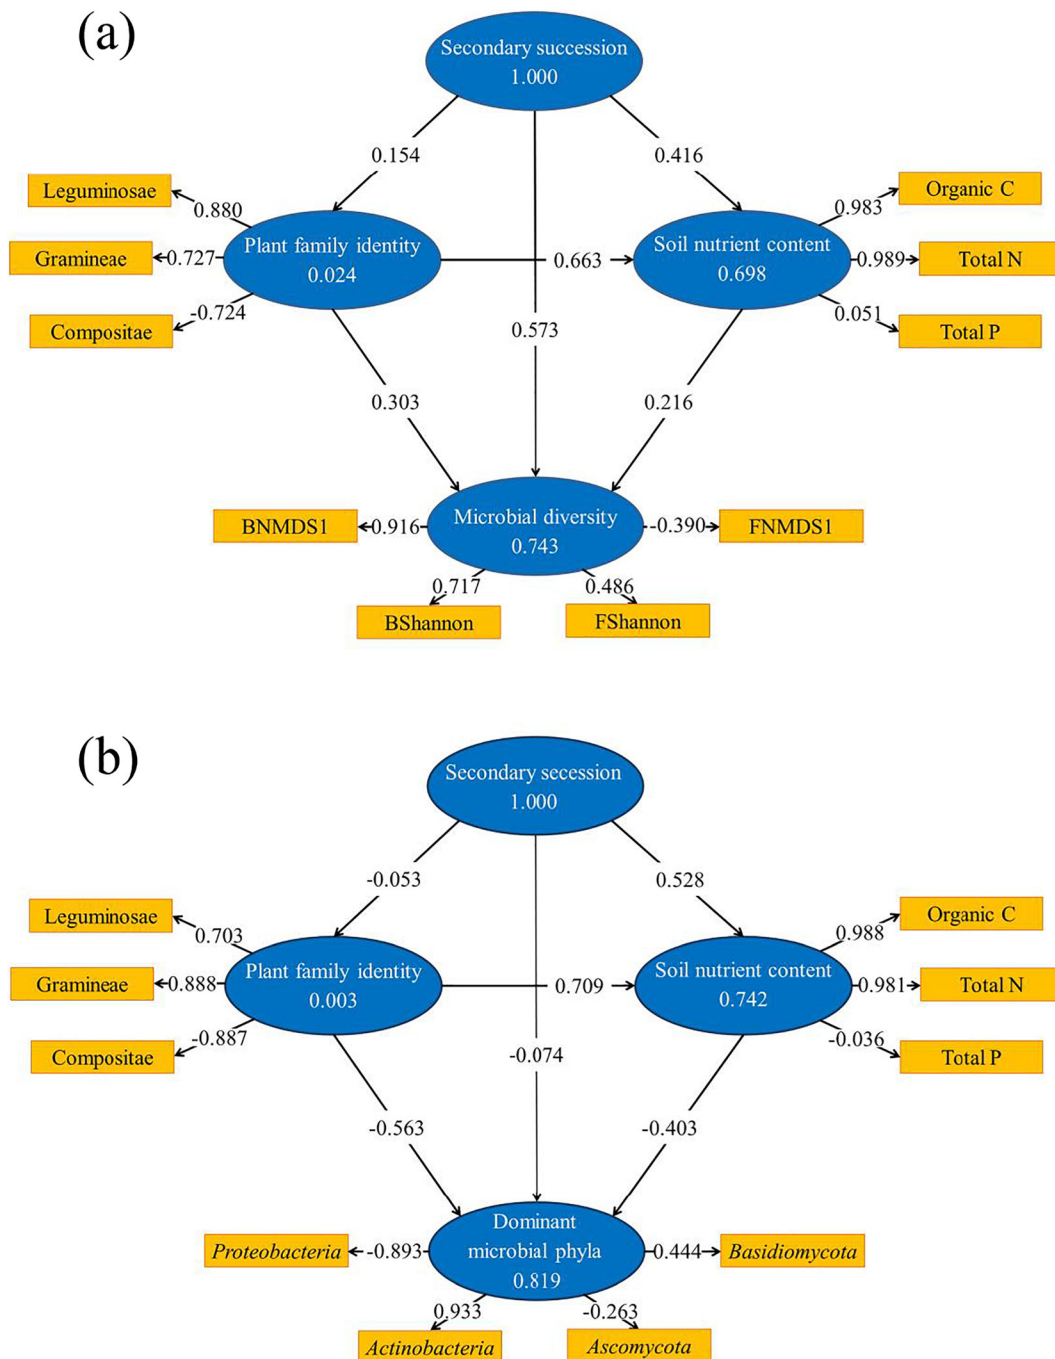 (a)
Secondary succession
1.000
0.154
0.416
Leguminosae
0.880
Organic C
0.983
Gramineae
0.727
Plant family identity
0.024
0.663
Soil nutrient content
0.698
0.989
Total N
Compositae
-0.724
0.573
0.051
Total P
0.303
0.216
BNMDS1
0.916
Microbial diversity
0.743
-0.390
FNMDS1
0.717
0.486
BShannon
FShannon
(b)
Secondary secession
1.000
-0.053
0.528
Leguminosae
0.703
Organic C
0.988
Gramineae
0.888
Plant family identity
0.003
0.709
Soil nutrient content
0.742
0.981
Total N
Compositae
-0.887
-0.074
-0.036
Total P
-0.563
-0.403
Proteobacteria
-0.893
Dominant
microbial phyla
0.819
0.444
Basidiomycota
0.933
-0.263
Actinobacteria
Ascomycota